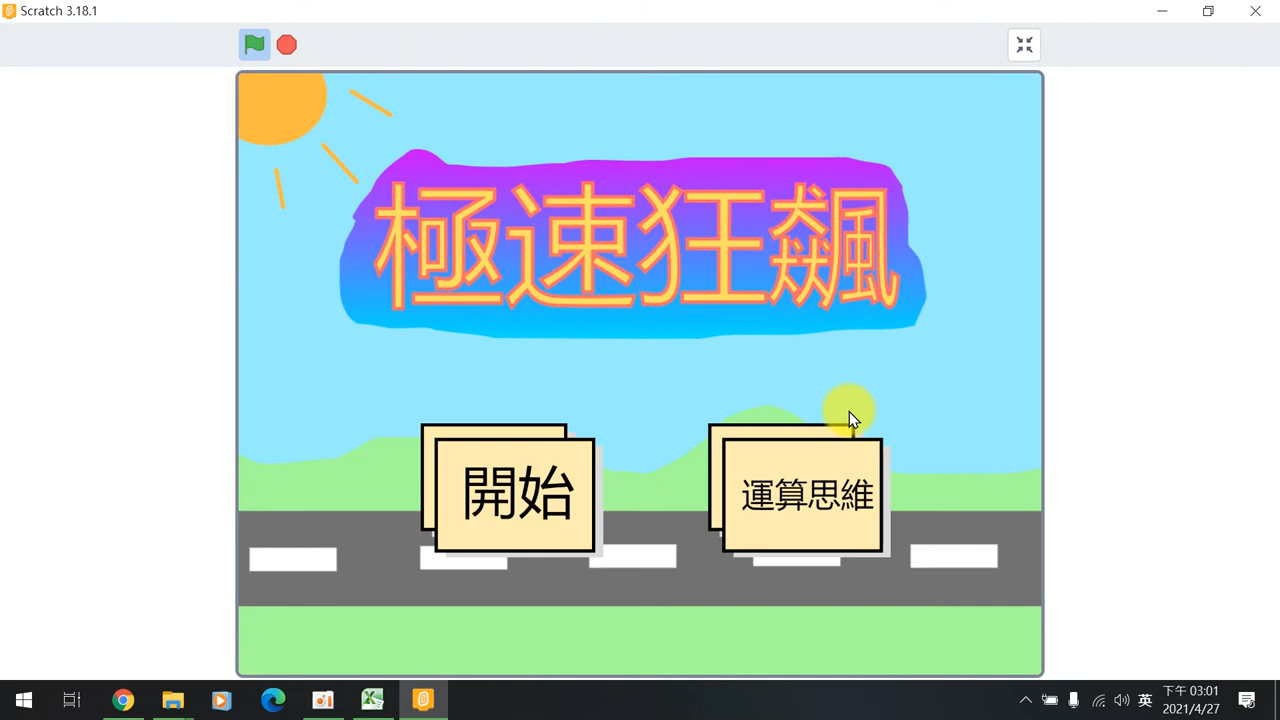 Scratch 3.18.1
極速狂飆
開始
運算思維
英
下午 03:01
2021/4/27